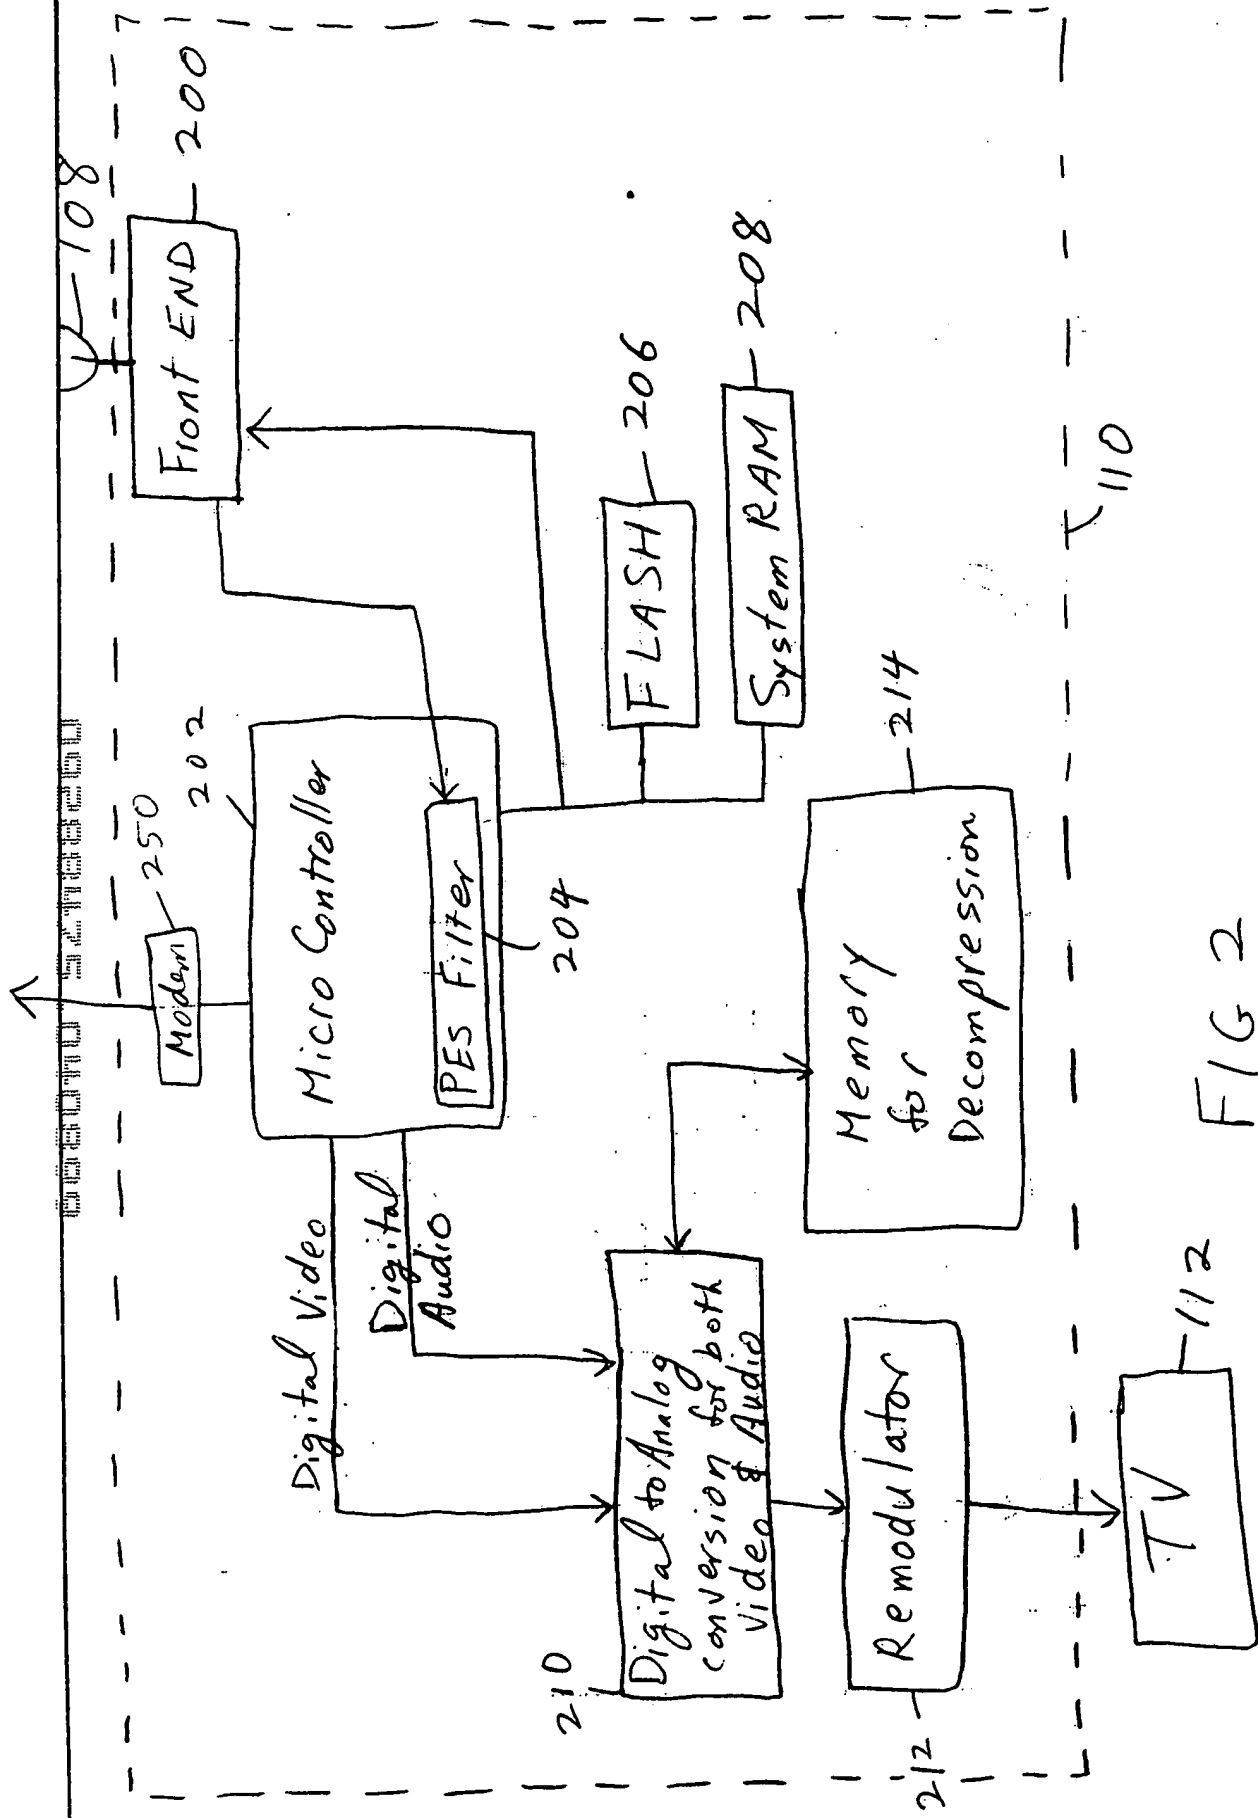 108
Front END
200
Modem
250
202
Micro Controller
PES Filter
204
FLASH
206
System RAM
208
Digital Video
Digital
Audio
210
Digital to Analog
conversion for both
video & Audio
Memory
for
Decompression
214
Remodulator
212
110
TV
112
FIG 2